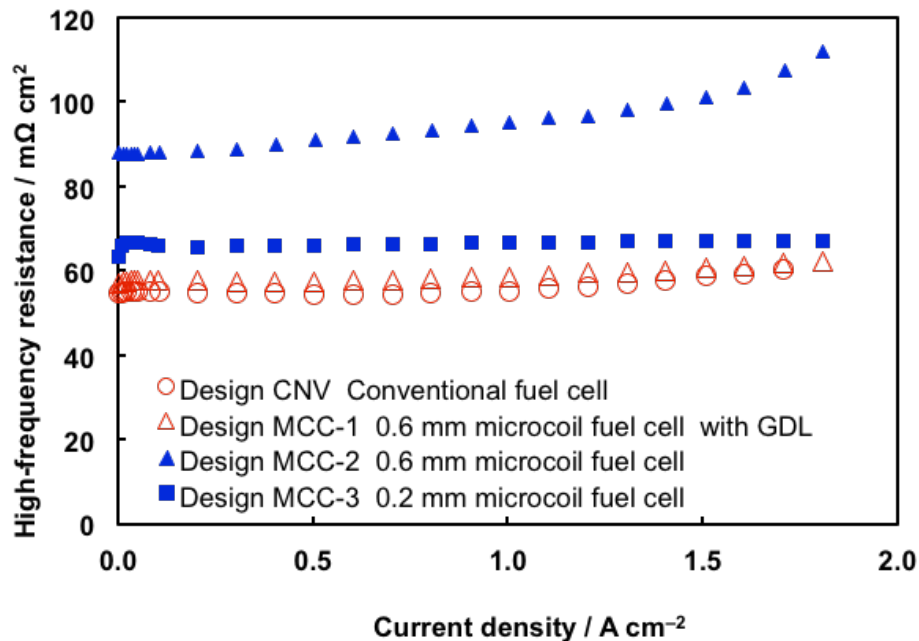 120
100
80
60
40
20
0
High-frequency resistance / mΩ cm²
Design CNV Conventional fuel cell
Design MCC-1 0.6 mm microcoil fuel cell with GDL
Design MCC-2 0.6 mm microcoil fuel cell
Design MCC-3 0.2 mm microcoil fuel cell
0.0 0.5 1.0 1.5 2.0
Current density / A cm⁻²